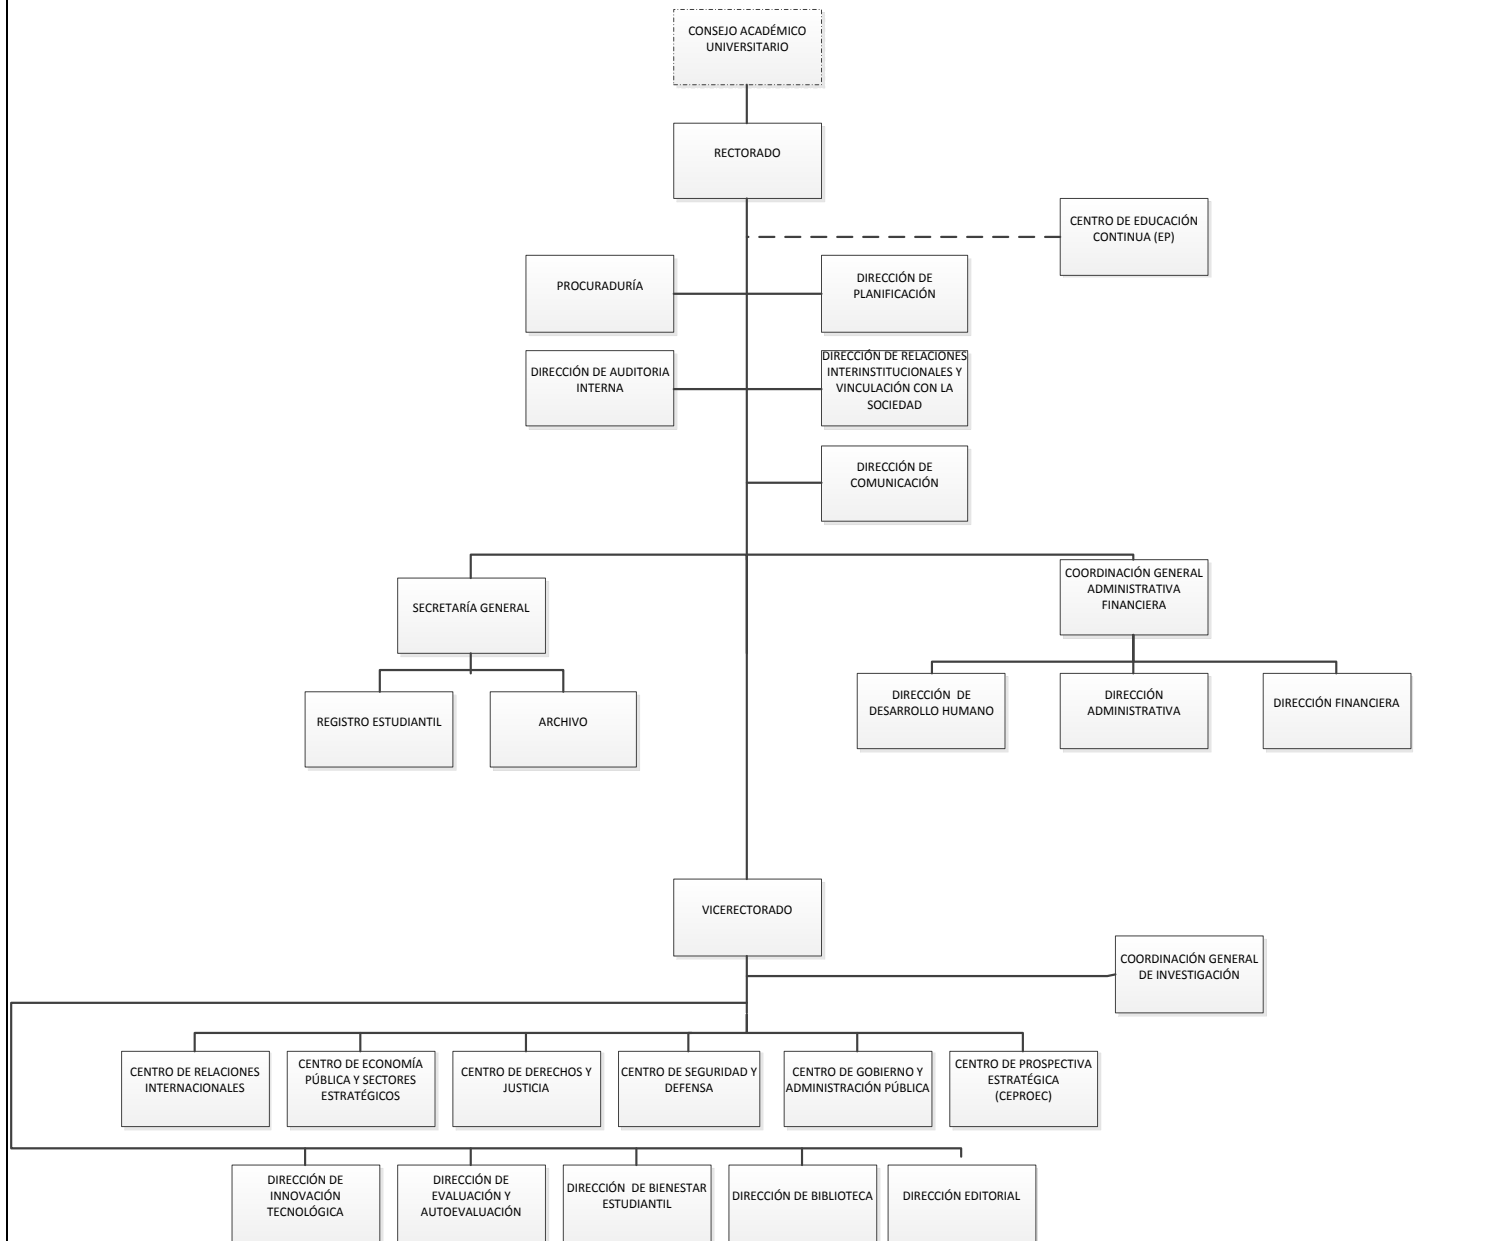 CONSEJO ACADÉMICO
UNIVERSITARIO
RECTORADO
CENTRO DE EDUCACIÓN
CONTINUA (EP)
PROCURADURÍA
DIRECCIÓN DE
PLANIFICACIÓN
DIRECCIÓN DE AUDITORIA
INTERNA
DIRECCIÓN DE RELACIONES
INTERINSTITUCIONALES Y
VINCULACIÓN CON LA
SOCIEDAD
DIRECCIÓN DE
COMUNICACIÓN
SECRETARÍA GENERAL
COORDINACIÓN GENERAL
ADMINISTRATIVA
FINANCIERA
REGISTRO ESTUDIANTIL
ARCHIVO
DIRECCIÓN DE
DESARROLLO HUMANO
DIRECCIÓN
ADMINISTRATIVA
DIRECCIÓN FINANCIERA
VICERECTORADO
COORDINACIÓN GENERAL
DE INVESTIGACIÓN
CENTRO DE RELACIONES
INTERNACIONALES
CENTRO DE ECONOMÍA
PÚBLICA Y SECTORES
ESTRATÉGICOS
CENTRO DE DERECHOS Y
JUSTICIA
CENTRO DE SEGURIDAD Y
DEFENSA
CENTRO DE GOBIERNO Y
ADMINISTRACIÓN PÚBLICA
CENTRO DE PROSPECTIVA
ESTRATÉGICA
(CEPROEC)
DIRECCIÓN DE
INNOVACIÓN
TECNOLÓGICA
DIRECCIÓN DE
EVALUACIÓN Y
AUTOEVALUACIÓN
DIRECCIÓN DE BIENESTAR
ESTUDIANTIL
DIRECCIÓN DE BIBLIOTECA
DIRECCIÓN EDITORIAL